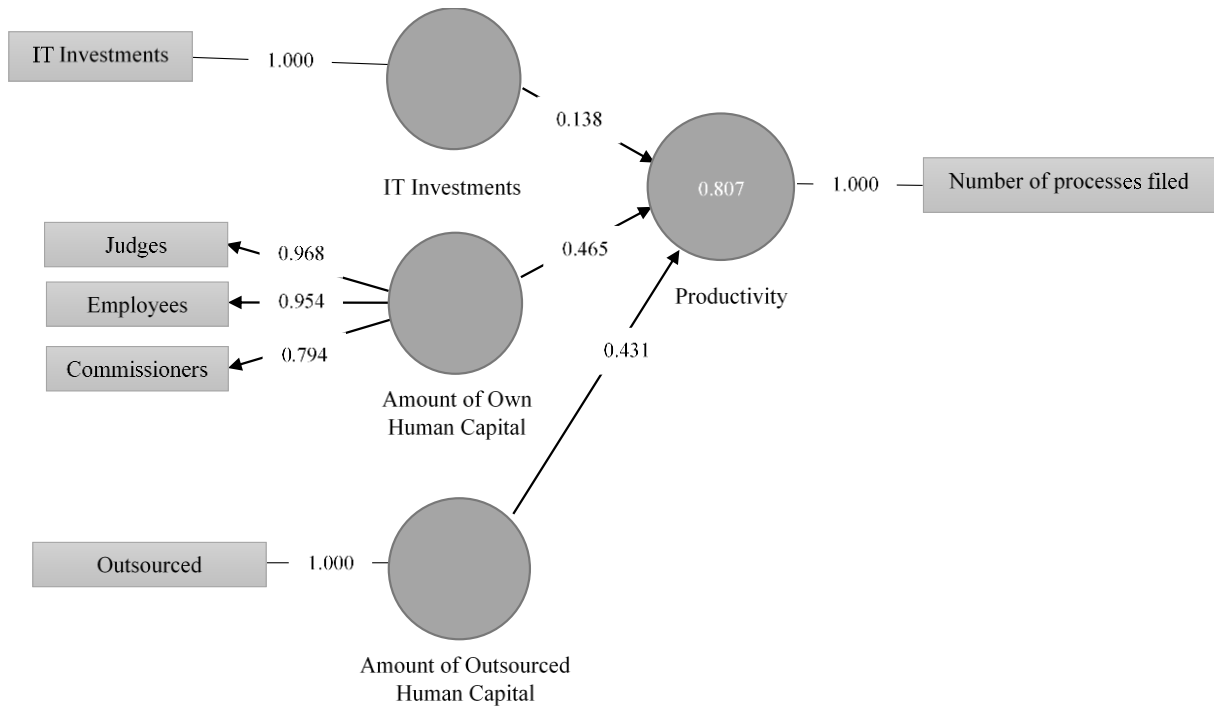 IT Investments
1.000
0.138
IT Investments
0.807
1.000
Number of processes filed
Judges
0.968
0.465
Employees
0.954
Productivity
Commissioners
0.794
0.431
Amount of Own
Human Capital
Outsourced
1.000
Amount of Outsourced
Human Capital